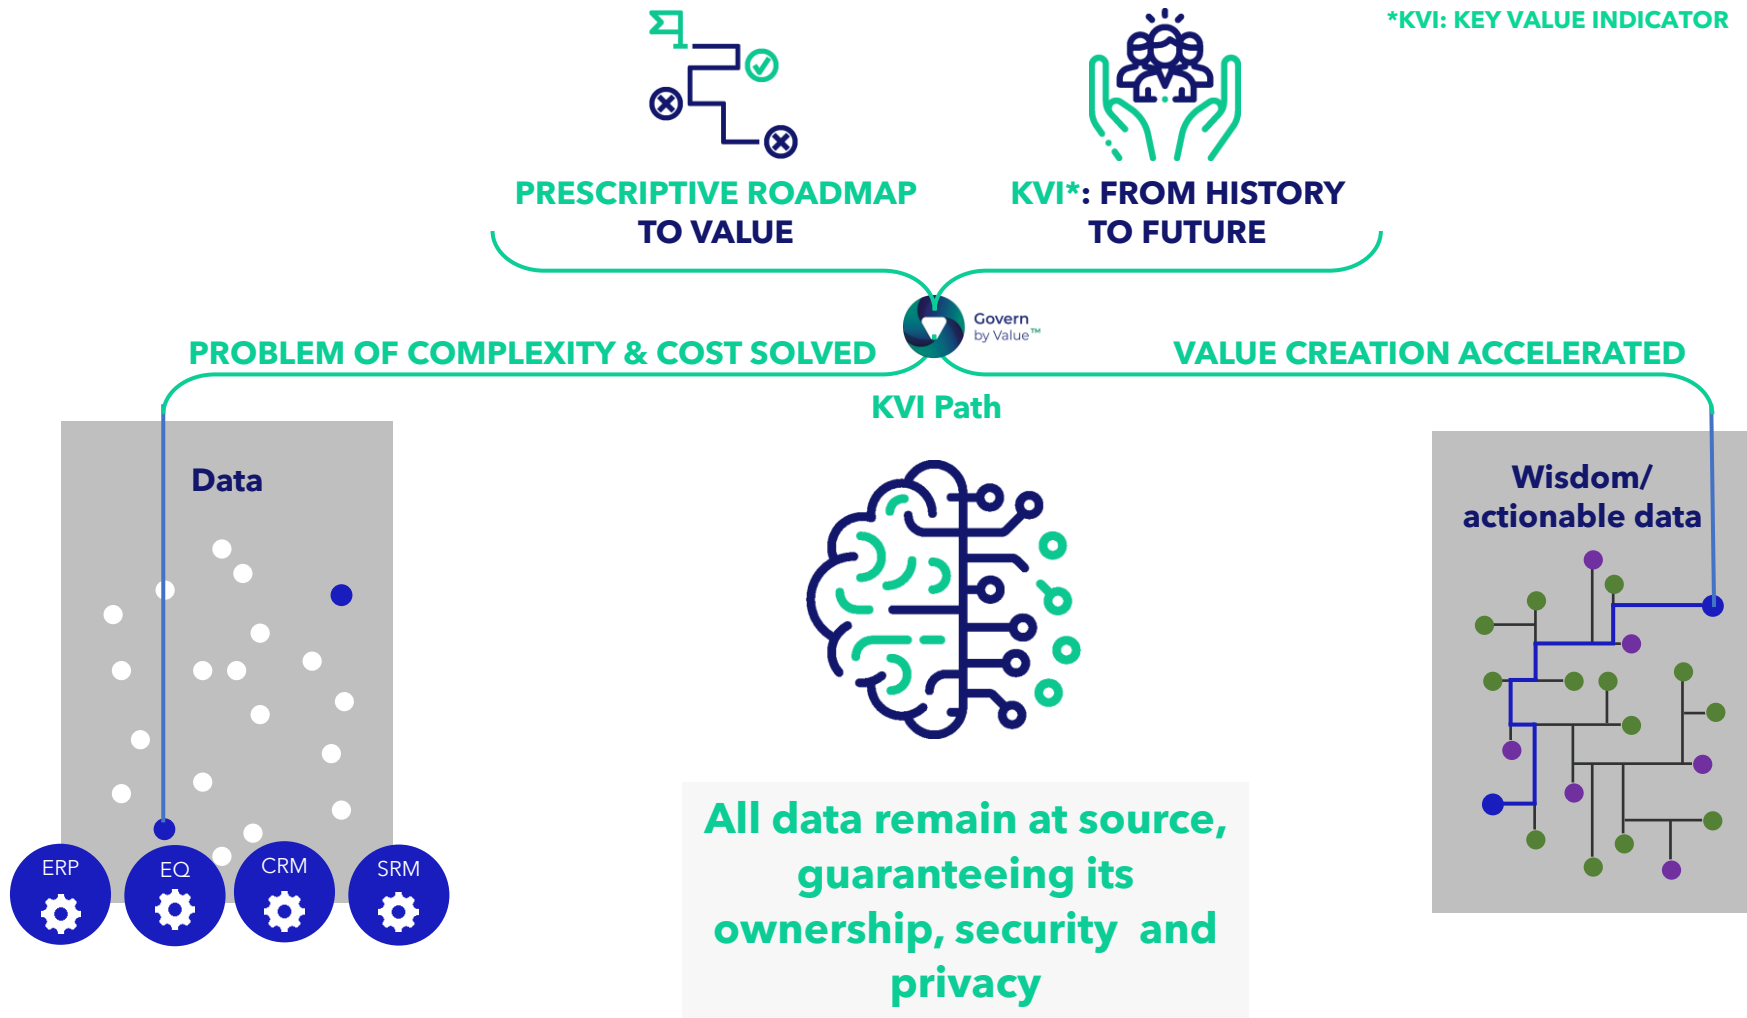 *KVI: KEY VALUE INDICATOR
PRESCRIPTIVE ROADMAP
TO VALUE
KVI*: FROM HISTORY
TO FUTURE
Govern
by Value™
PROBLEM OF COMPLEXITY & COST SOLVED
VALUE CREATION ACCELERATED
KVI Path
Data
Wisdom/
actionable data
All data remain at source,
guaranteeing its
ownership, security  and
privacy
ERP
EQ
CRM
SRM